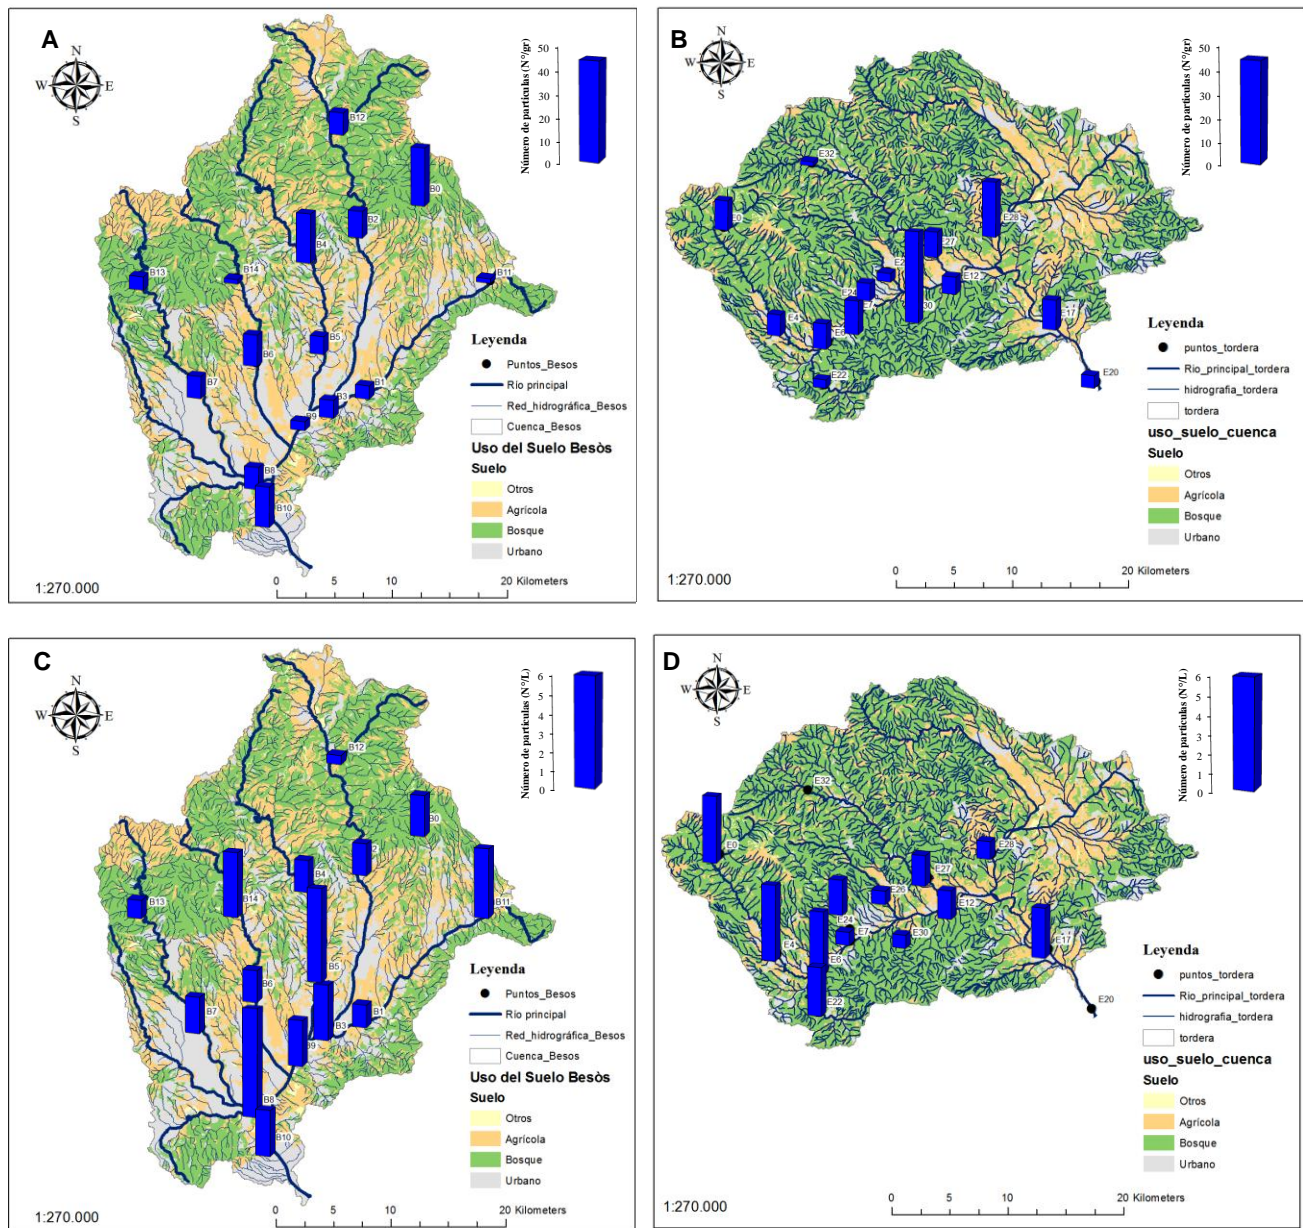 A
N
W
E
S
Número de partículas (N°/gr)
50
40
30
20
10
0
B12
B0
B2
B4
B13
B14
B11
B6
B5
B7
B1
B3
B9
B8
B10
Leyenda
Puntos_Besos
Río principal
Red_hidrográfica_Besos
Cuenca_Besos
Uso del Suelo Besòs
Suelo
Otros
Agrícola
Bosque
Urbano
1:270.000
0 5 10 20 Kilometers
B
N
W
E
S
Número de partículas (N°/gr)
50
40
30
20
10
0
E32
E0
E28
E27
E12
E24
E7
30
E4
E6
E17
E22
E20
Leyenda
puntos_tordera
Rio_principal_tordera
hidrografia_tordera
tordera
uso_suelo_cuenca
Suelo
Otros
Agrícola
Bosque
Urbano
1:270.000
0 5 10 20 Kilometers
C
N
W
E
S
Número de partículas (N°/L)
6
5
4
3
2
1
0
B12
B0
2
B4
B13
B14
B11
B5
B6
B7
B3
B1
B9
B8
B10
Leyenda
Puntos_Besos
Río principal
Red_hidrográfica_Besos
Cuenca_Besos
Uso del Suelo Besòs
Suelo
Otros
Agrícola
Bosque
Urbano
1:270.000
0 5 10 20 Kilometers
D
N
W
E
S
Número de partículas (N°/L)
6
5
4
3
2
1
0
E32
E0
E28
E27
E26
E12
E24
E7
E30
E4
E6
E17
E22
E20
Leyenda
puntos_tordera
Rio_principal_tordera
hidrografia_tordera
tordera
uso_suelo_cuenca
Suelo
Otros
Agrícola
Bosque
Urbano
1:270.000
0 5 10 20 Kilometers